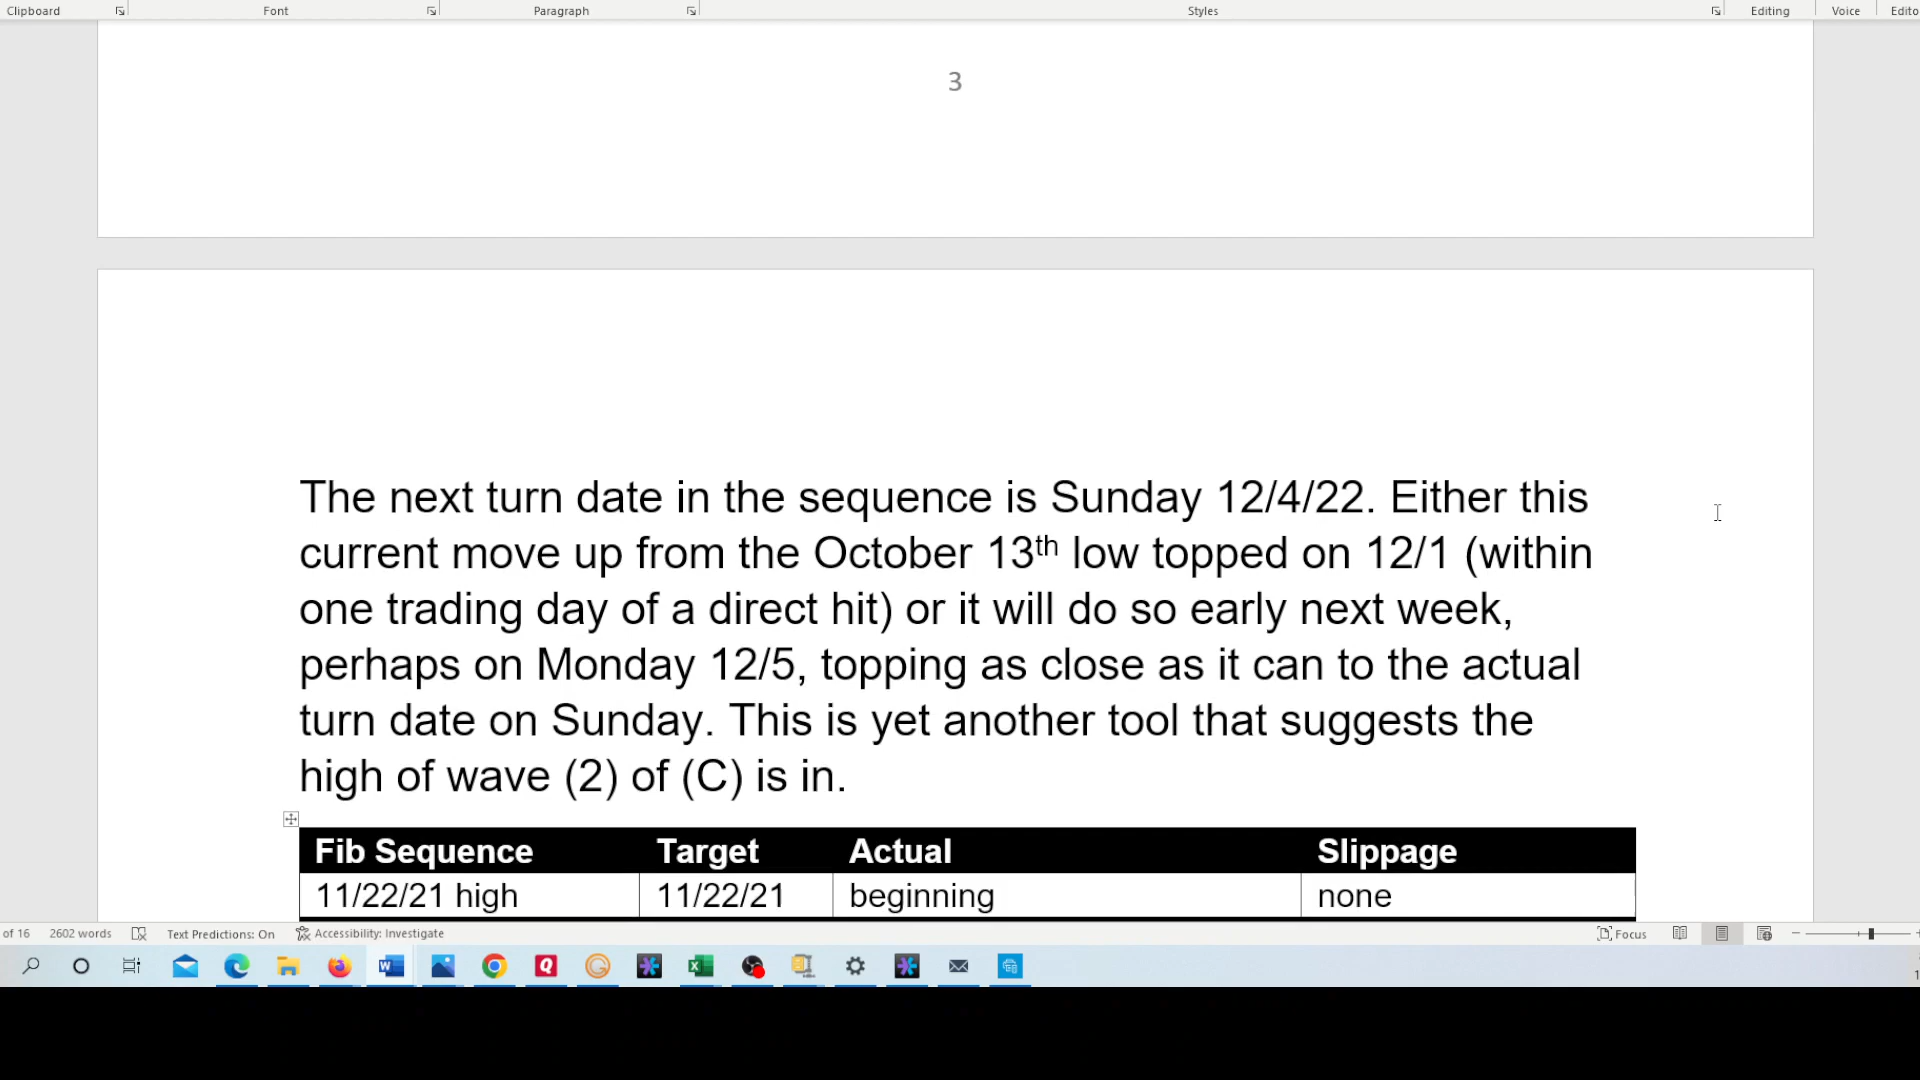 Clipboard Font Paragraph Styles Editing Voice Edito
3
The next turn date in the sequence is Sunday 12/4/22. Either this
current move up from the October 13th low topped on 12/1 (within
one trading day of a direct hit) or it will do so early next week,
perhaps on Monday 12/5, topping as close as it can to the actual
turn date on Sunday. This is yet another tool that suggests the
high of wave (2) of (C) is in.
Fib Sequence Target Actual Slippage
11/22/21 high 11/22/21 beginning none
of 16 2602 words Text Predictions: On Accessibility: Investigate Focus